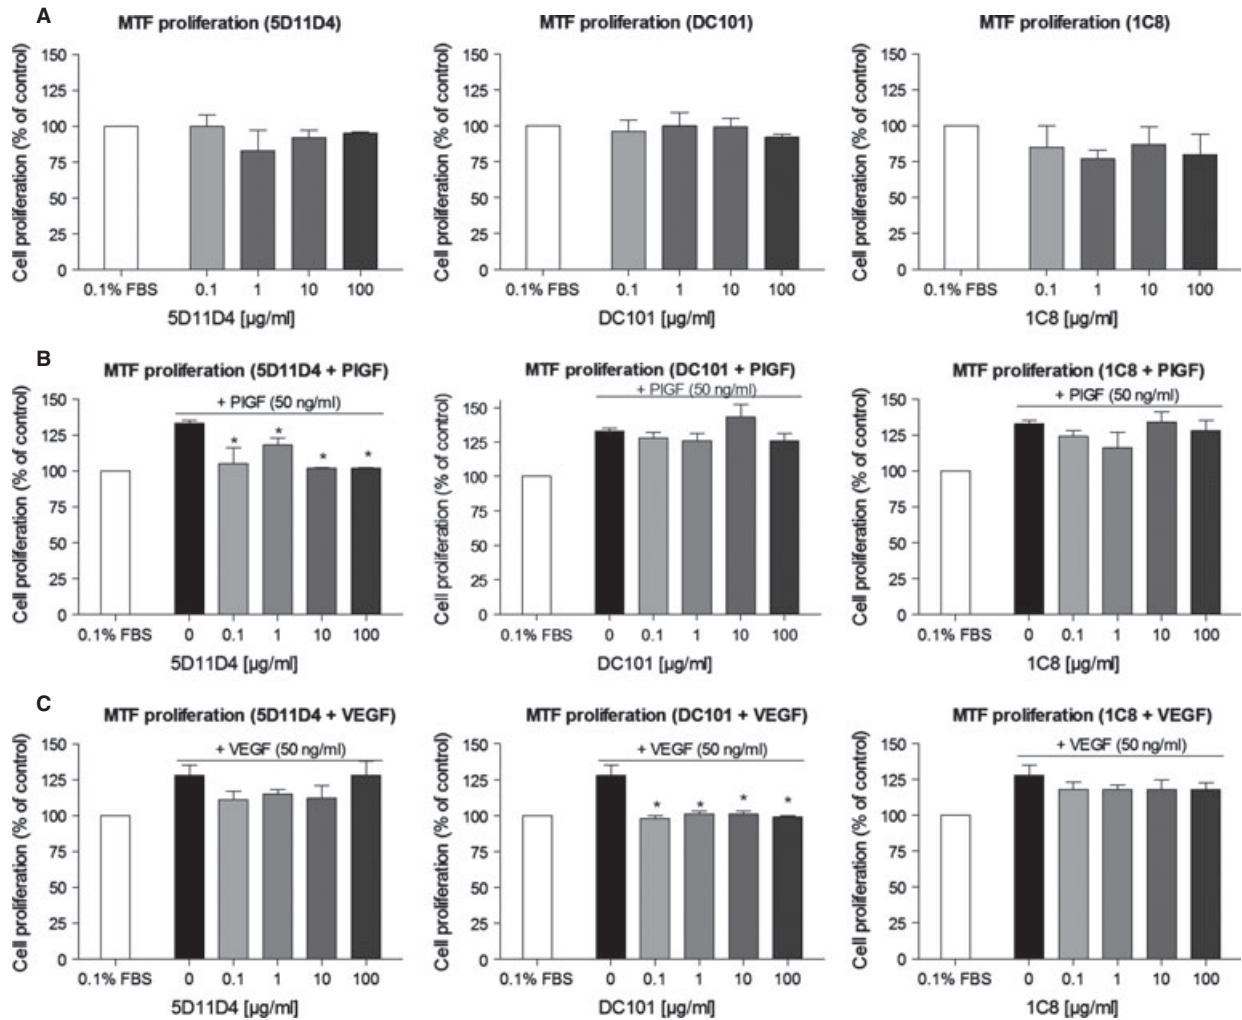 A
MTF proliferation (5D11D4)
Cell proliferation (% of control)
150
125
100
75
50
25
0
0.1% FBS 0.1 1 10 100
5D11D4 [µg/ml]
MTF proliferation (DC101)
Cell proliferation (% of control)
150
125
100
75
50
25
0
0.1% FBS 0.1 1 10 100
DC101 [µg/ml]
MTF proliferation (1C8)
Cell proliferation (% of control)
150
125
100
75
50
25
0
0.1% FBS 0.1 1 10 100
1C8 [µg/ml]
B
MTF proliferation (5D11D4 + PlGF)
+ PlGF (50 ng/ml)
Cell proliferation (% of control)
150
125
100
75
50
25
0
* * * *
0.1% FBS 0 0.1 1 10 100
5D11D4 [µg/ml]
MTF proliferation (DC101 + PlGF)
+ PlGF (50 ng/ml)
Cell proliferation (% of control)
150
125
100
75
50
25
0
0.1% FBS 0 0.1 1 10 100
DC101 [µg/ml]
MTF proliferation (1C8 + PlGF)
+ PlGF (50 ng/ml)
Cell proliferation (% of control)
150
125
100
75
50
25
0
0.1% FBS 0 0.1 1 10 100
1C8 [µg/ml]
C
MTF proliferation (5D11D4 + VEGF)
+ VEGF (50 ng/ml)
Cell proliferation (% of control)
150
125
100
75
50
25
0
0.1% FBS 0 0.1 1 10 100
5D11D4 [µg/ml]
MTF proliferation (DC101 + VEGF)
+ VEGF (50 ng/ml)
Cell proliferation (% of control)
150
125
100
75
50
25
0
* * * *
0.1% FBS 0 0.1 1 10 100
DC101 [µg/ml]
MTF proliferation (1C8 + VEGF)
+ VEGF (50 ng/ml)
Cell proliferation (% of control)
150
125
100
75
50
25
0
0.1% FBS 0 0.1 1 10 100
1C8 [µg/ml]